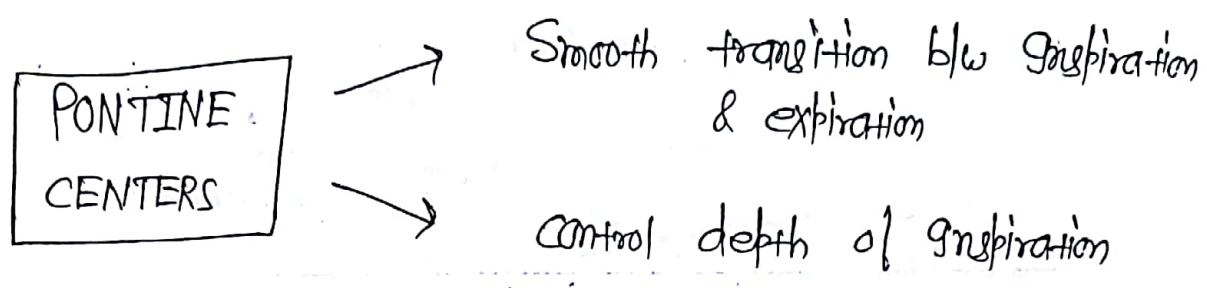 PONTINE
CENTERS
Smooth transition b/w Inspiration
& expiration
control depth of Inspiration